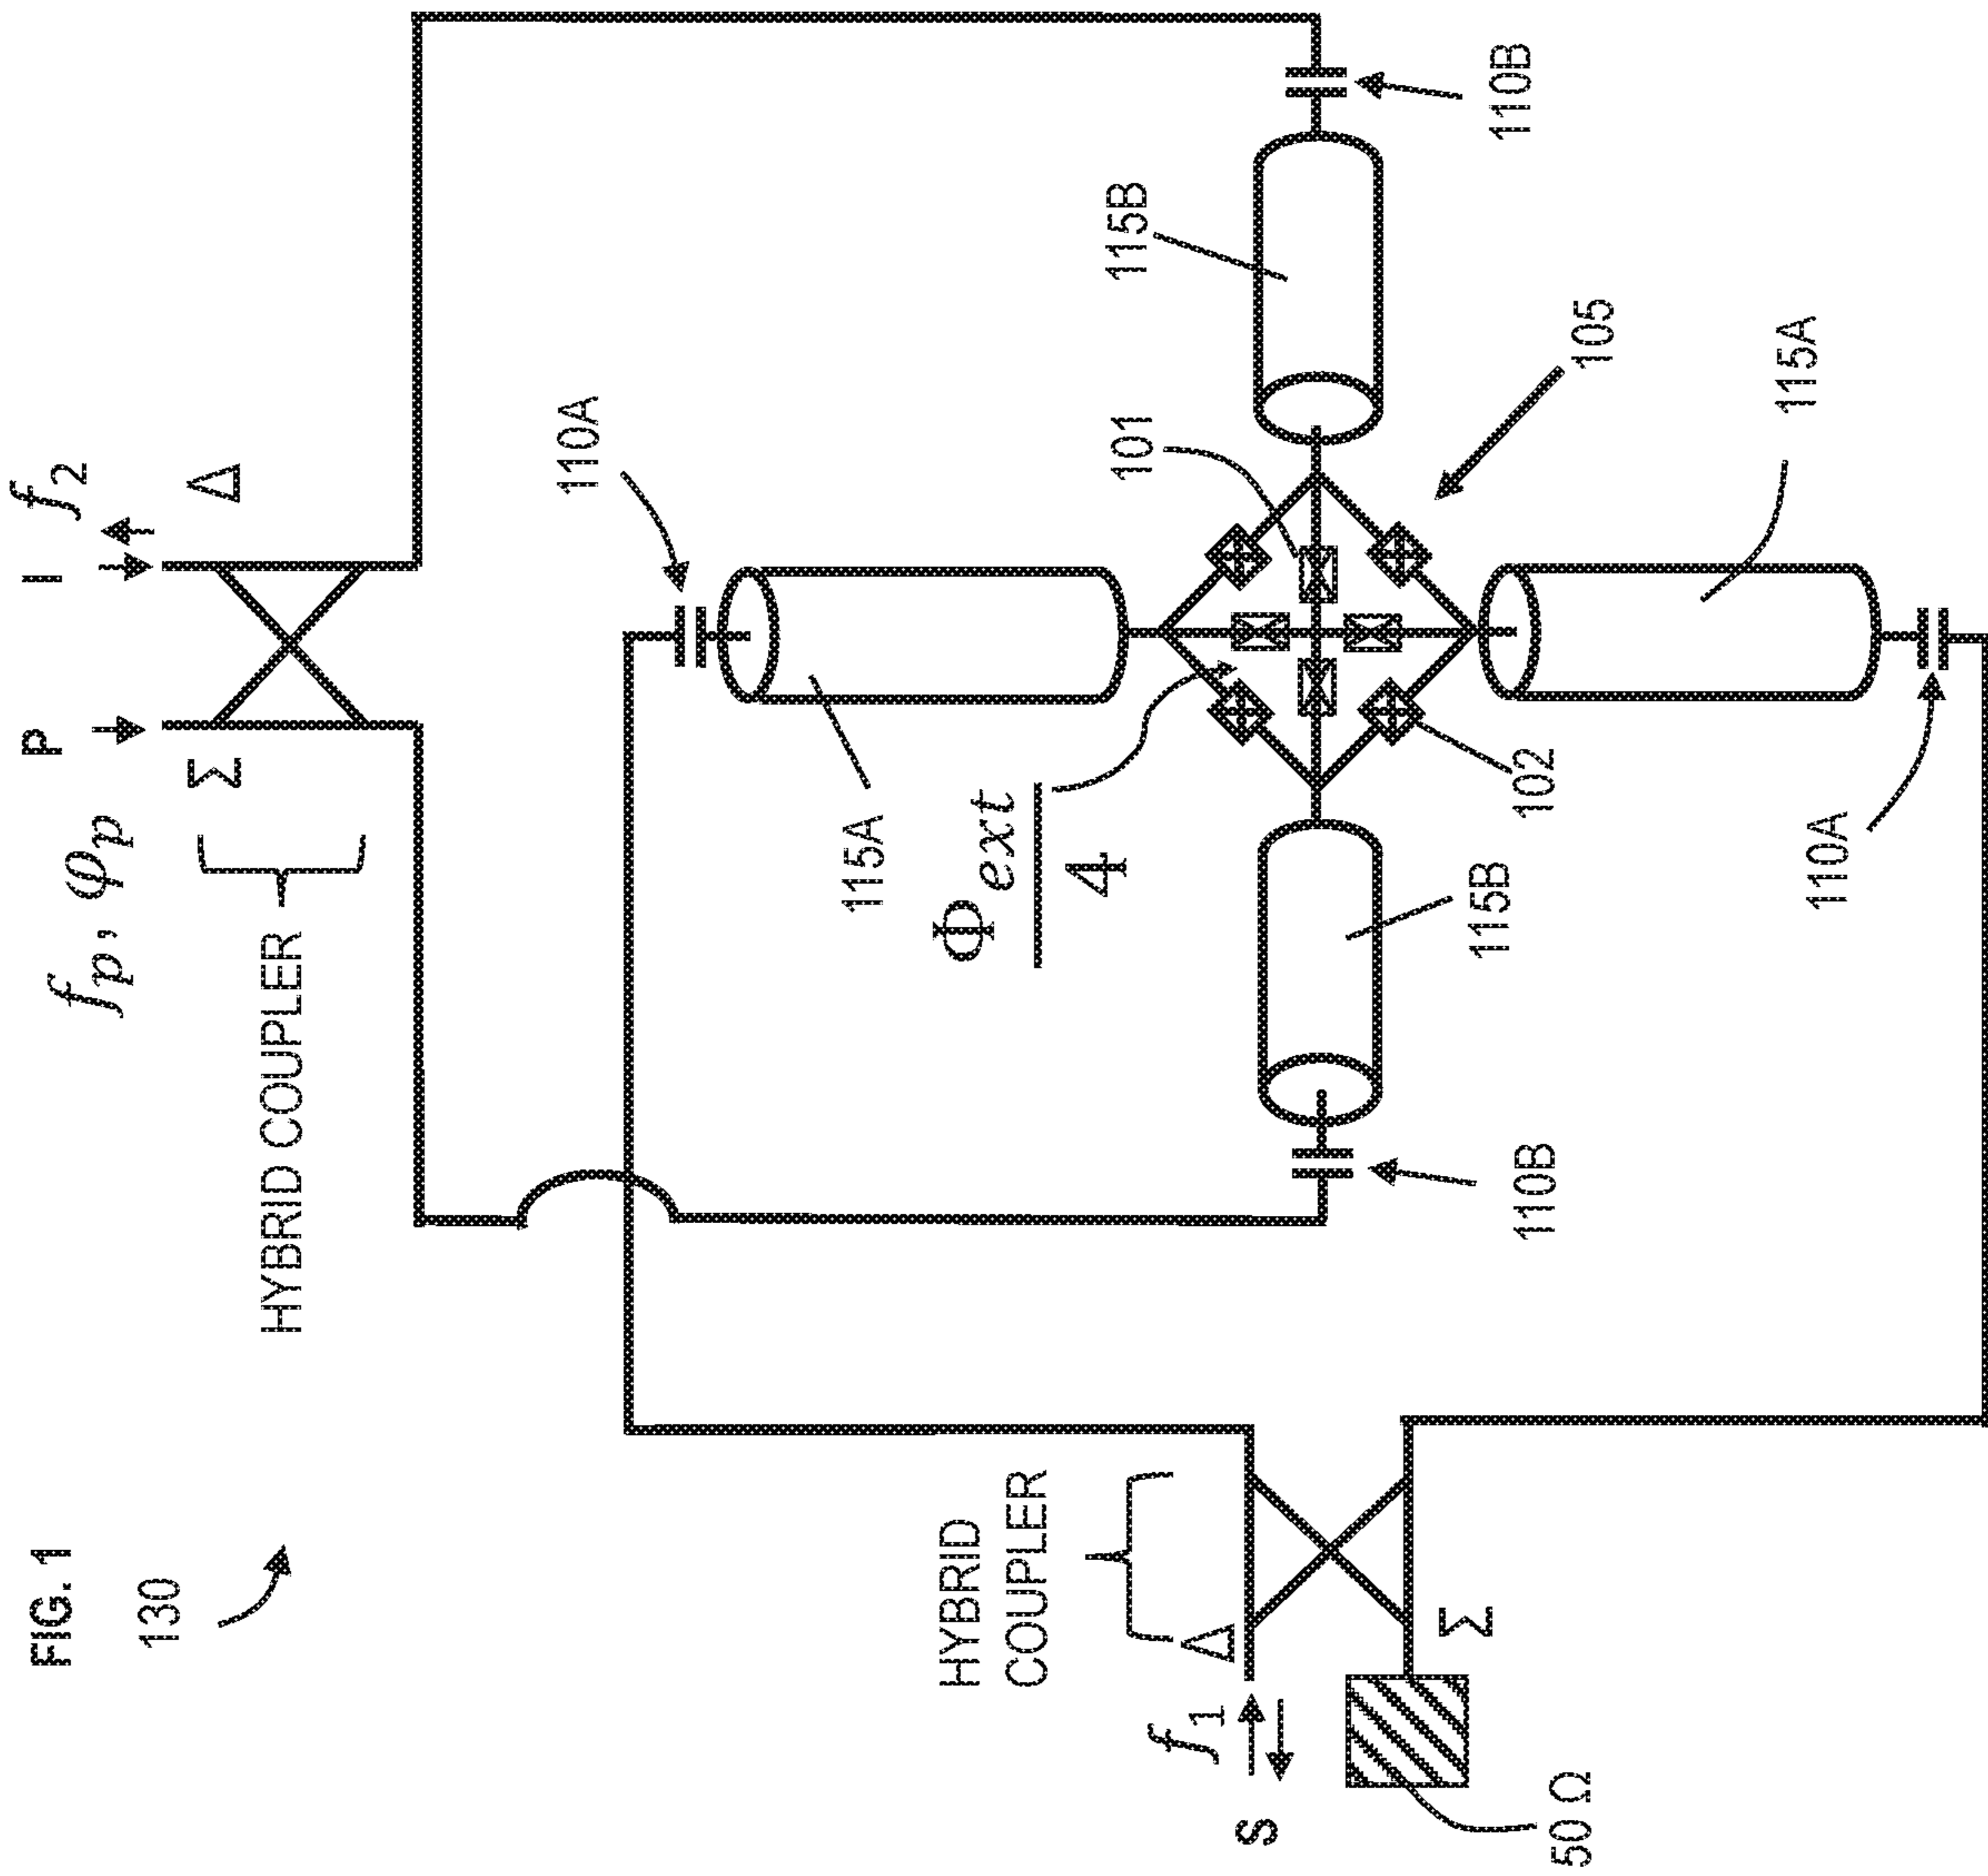 FIG. 1
130
HYBRID COUPLER
f_p, φ_p
P
Σ
I
f_2
Δ
HYBRID
COUPLER
Δ
f_1
S
Σ
50 Ω
110A
115A
Φ_ext
4
115B
110B
102
110A
101
115B
110B
105
115A